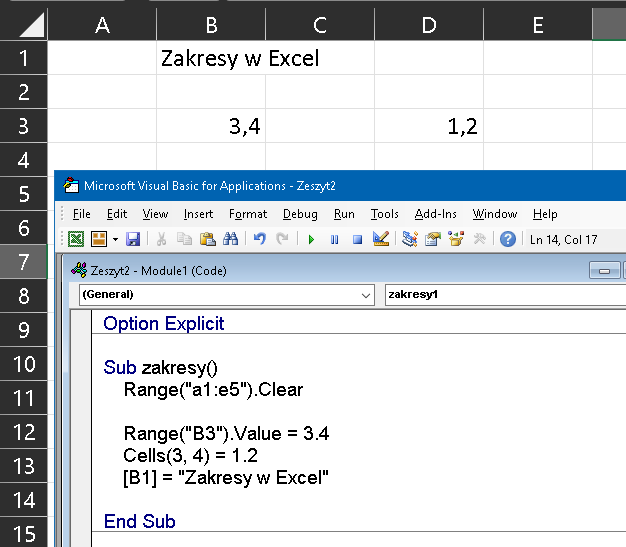 A B C D E
1 Zakresy w Excel
2
3 3,4 1,2
4
5
6
7
8
9
10
11
12
13
14
15
Microsoft Visual Basic for Applications - Zeszyt2
File Edit View Insert Format Debug Run Tools Add-Ins Window Help
Ln 14, Col 17
Zeszyt2 - Module1 (Code)
(General) zakresy1
Option Explicit
Sub zakresy()
Range("a1:e5").Clear
Range("B3").Value = 3.4
Cells(3, 4) = 1.2
[B1] = "Zakresy w Excel"
End Sub